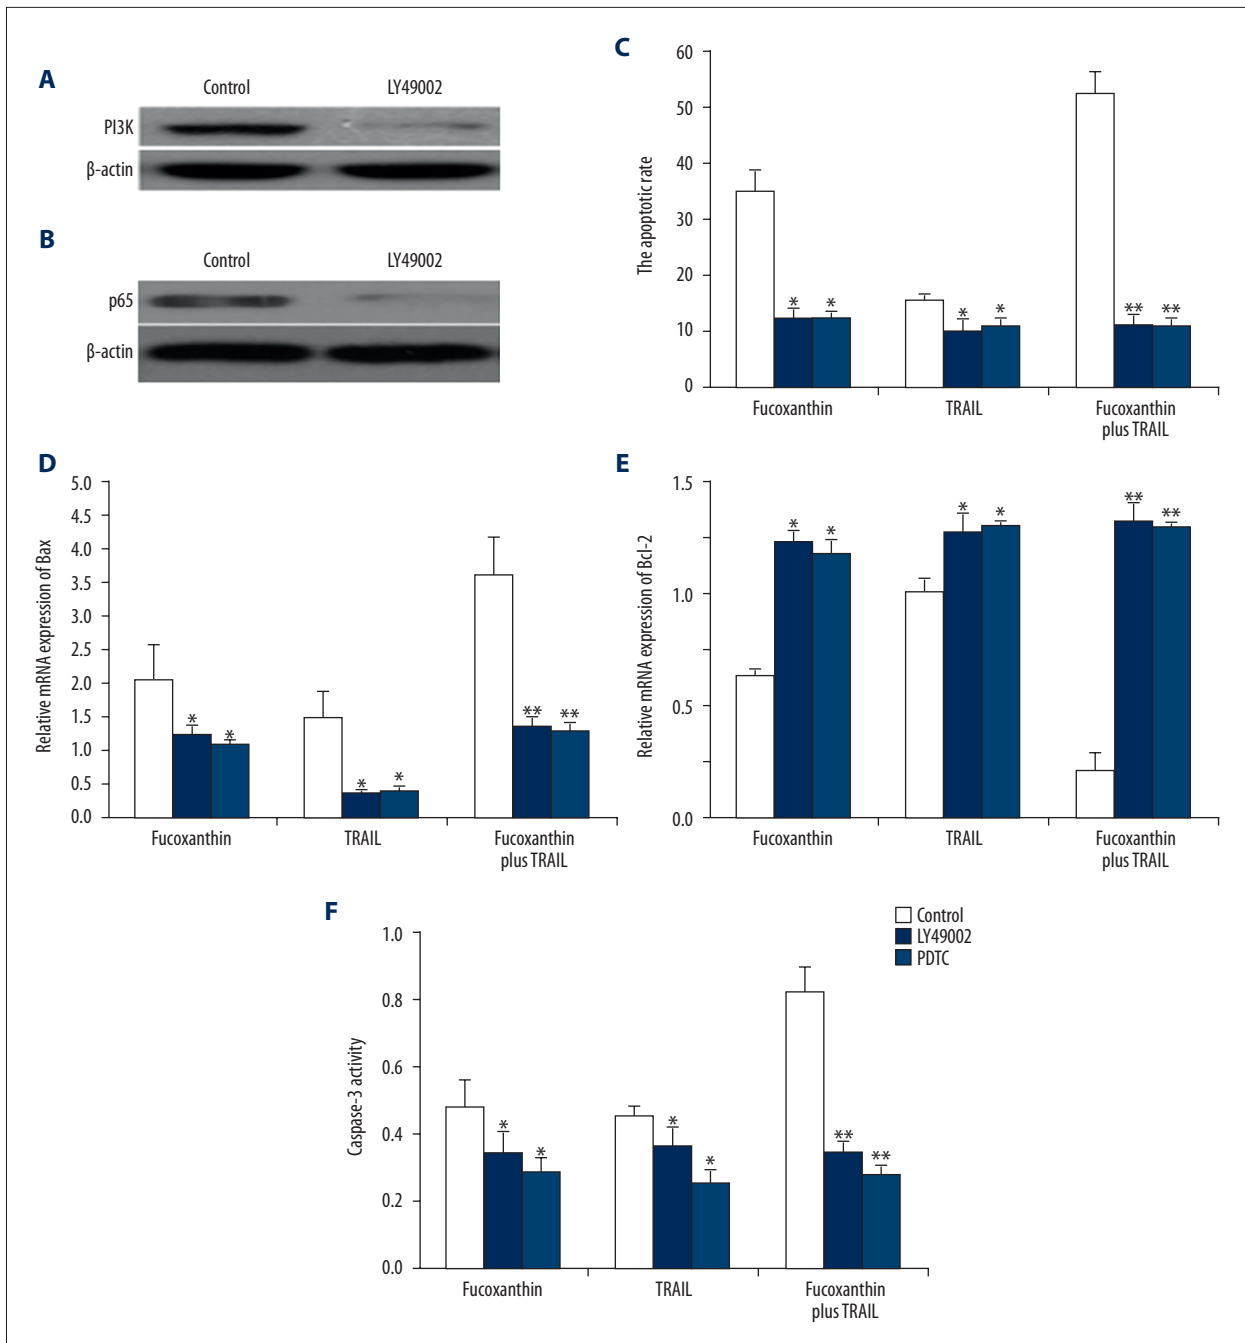 A
Control LY49002
PI3K
β-actin
B
Control LY49002
p65
β-actin
C
The apoptotic rate
60
50
40
30
20
10
0
* *
* *
** **
Fucoxanthin TRAIL Fucoxanthin
plus TRAIL
D
Relative mRNA expression of Bax
5.0
4.5
4.0
3.5
3.0
2.5
2.0
1.5
1.0
0.5
0.0
* *
* *
** **
Fucoxanthin TRAIL Fucoxanthin
plus TRAIL
E
Relative mRNA expression of Bcl-2
1.5
1.0
0.5
0.0
* *
* *
** **
Fucoxanthin TRAIL Fucoxanthin
plus TRAIL
F
Caspase-3 activity
1.0
0.8
0.6
0.4
0.2
0.0
* *
* *
** **
Fucoxanthin TRAIL Fucoxanthin
plus TRAIL
Control
LY49002
PDTC